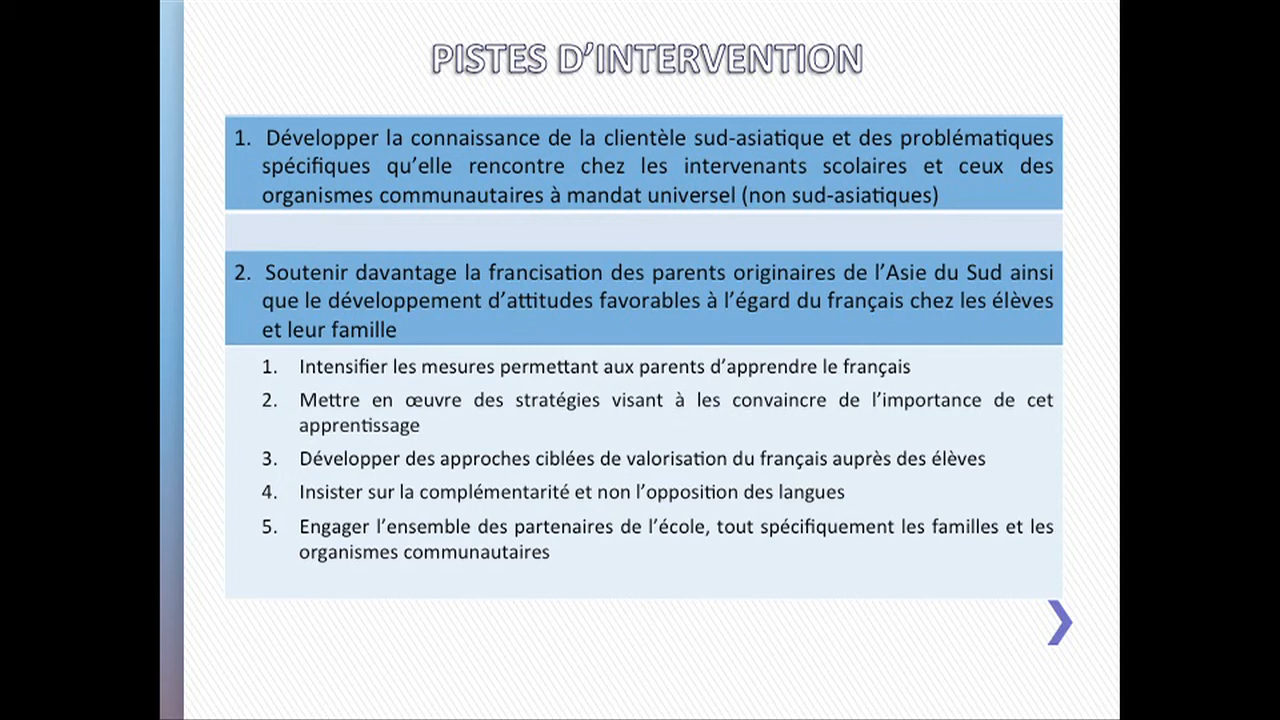 PISTES D’INTERVENTION
1. Développer la connaissance de la clientèle sud-asiatique et des problématiques
spécifiques qu’elle rencontre chez les intervenants scolaires et ceux des
organismes communautaires à mandat universel (non sud-asiatiques)
2. Soutenir davantage la francisation des parents originaires de l’Asie du Sud ainsi
que le développement d’attitudes favorables à l’égard du français chez les élèves
et leur famille
1. Intensifier les mesures permettant aux parents d’apprendre le français
2. Mettre en œuvre des stratégies visant à les convaincre de l’importance de cet
apprentissage
3. Développer des approches ciblées de valorisation du français auprès des élèves
4. Insister sur la complémentarité et non l’opposition des langues
5. Engager l’ensemble des partenaires de l’école, tout spécifiquement les familles et les
organismes communautaires